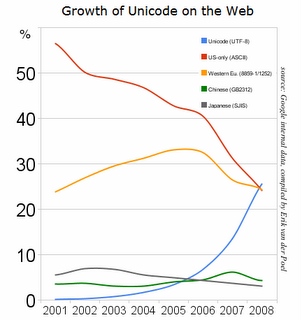 Growth of Unicode on the Web
%
Unicode (UTF-8)
US-only (ASCII)
Western Eu. (8859-1/1252)
Chinese (GB2312)
Japanese (SJIS)
60
50
40
30
20
10
0
2001 2002 2003 2004 2005 2006 2007 2008
source: Google internal data, compiled by Erik van der Poel